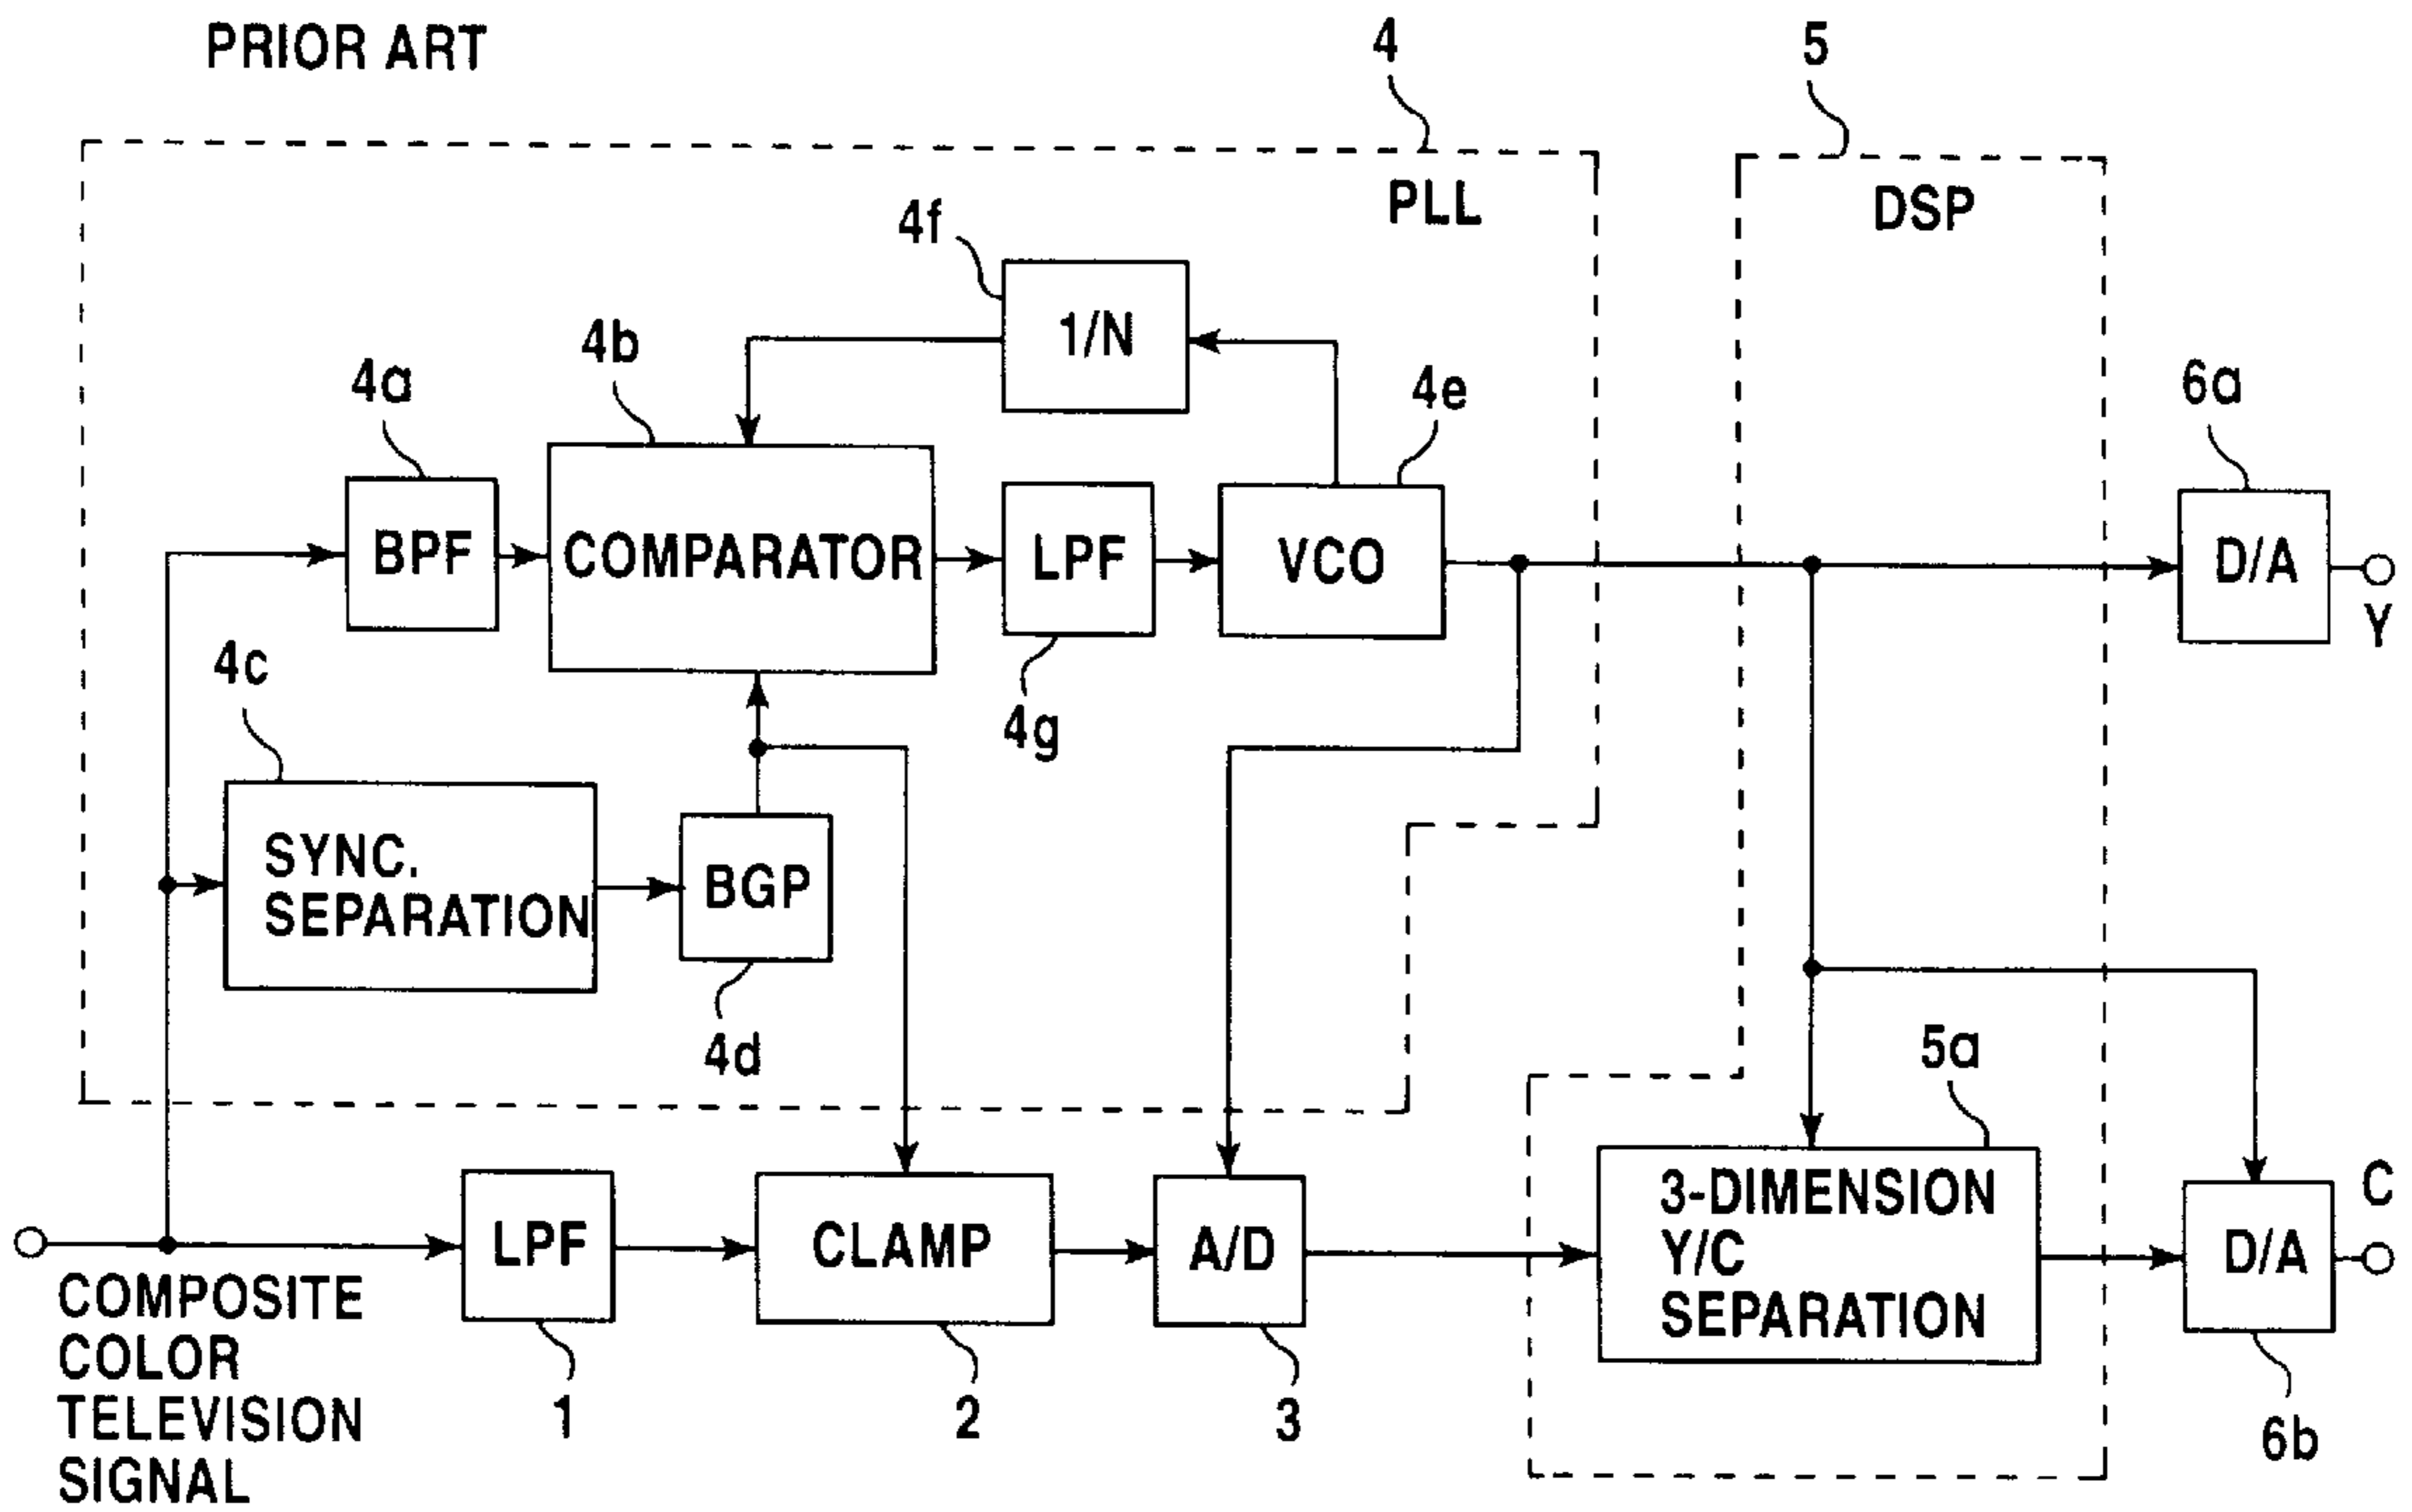 PRIOR ART
4
5
PLL
DSP
4f
1/N
4b
4a
4e
6a
BPF
COMPARATOR
LPF
VCO
D/A
Y
4c
4g
SYNC.
SEPARATION
BGP
4d
5a
3-DIMENSION
Y/C
SEPARATION
C
LPF
CLAMP
A/D
D/A
COMPOSITE
COLOR
TELEVISION
SIGNAL
1
2
3
6b